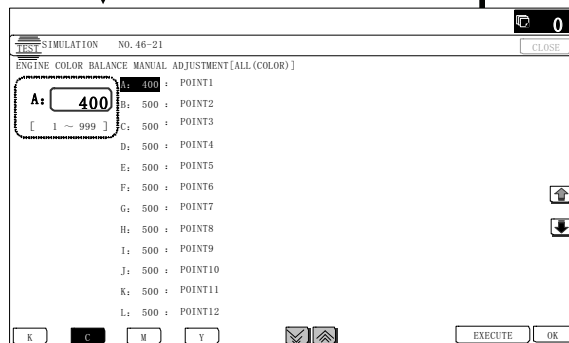 0
TEST SIMULATION NO.46-21
CLOSE
ENGINE COLOR BALANCE MANUAL ADJUSTMENT[ALL(COLOR)]
A: 400
[ 1 ~ 999 ]
A: 400 : POINT1
B: 500 : POINT2
C: 500 : POINT3
D: 500 : POINT4
E: 500 : POINT5
F: 500 : POINT6
G: 500 : POINT7
H: 500 : POINT8
I: 500 : POINT9
J: 500 : POINT10
K: 500 : POINT11
L: 500 : POINT12
K C M Y EXECUTE OK